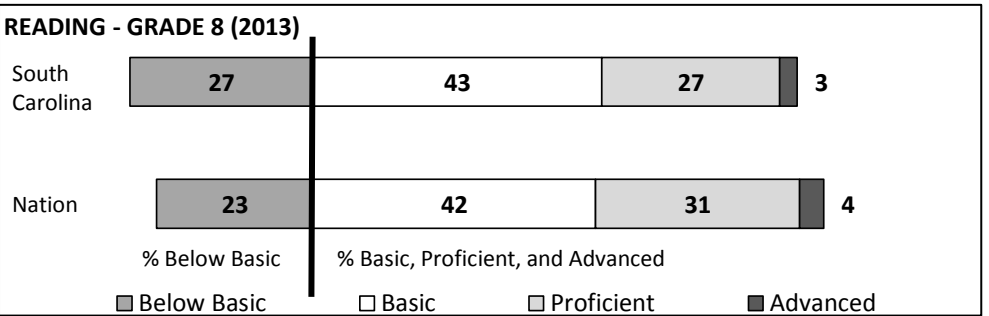 READING - GRADE 8 (2013)
South
Carolina
27 43 27 3
Nation
23 42 31 4
% Below Basic % Basic, Proficient, and Advanced
Below Basic Basic Proficient Advanced